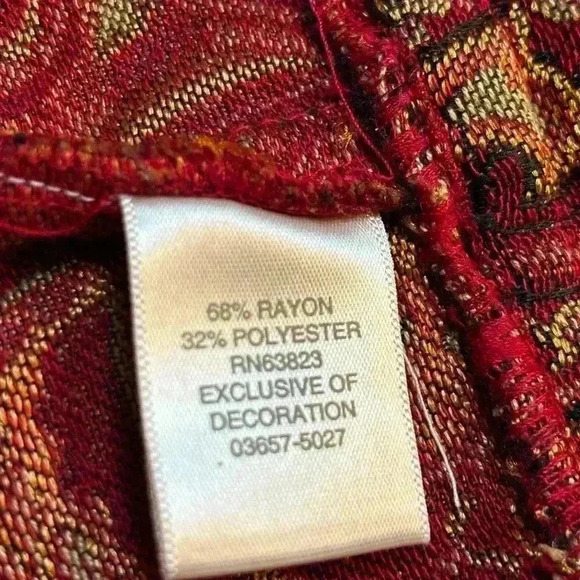 68% RAYON
32% POLYESTER
RN63823
EXCLUSIVE OF
DECORATION
03657-5027